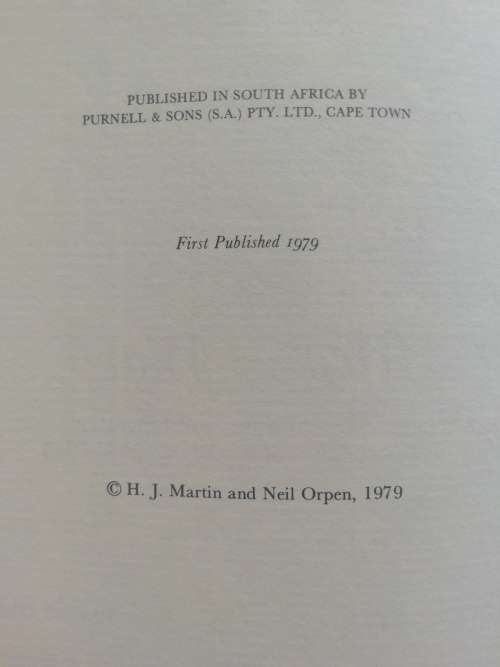 PUBLISHED IN SOUTH AFRICA BY
PURNELL & SONS (S.A.) PTY. LTD., CAPE TOWN
First Published 1979
© H. J. Martin and Neil Orpen, 1979